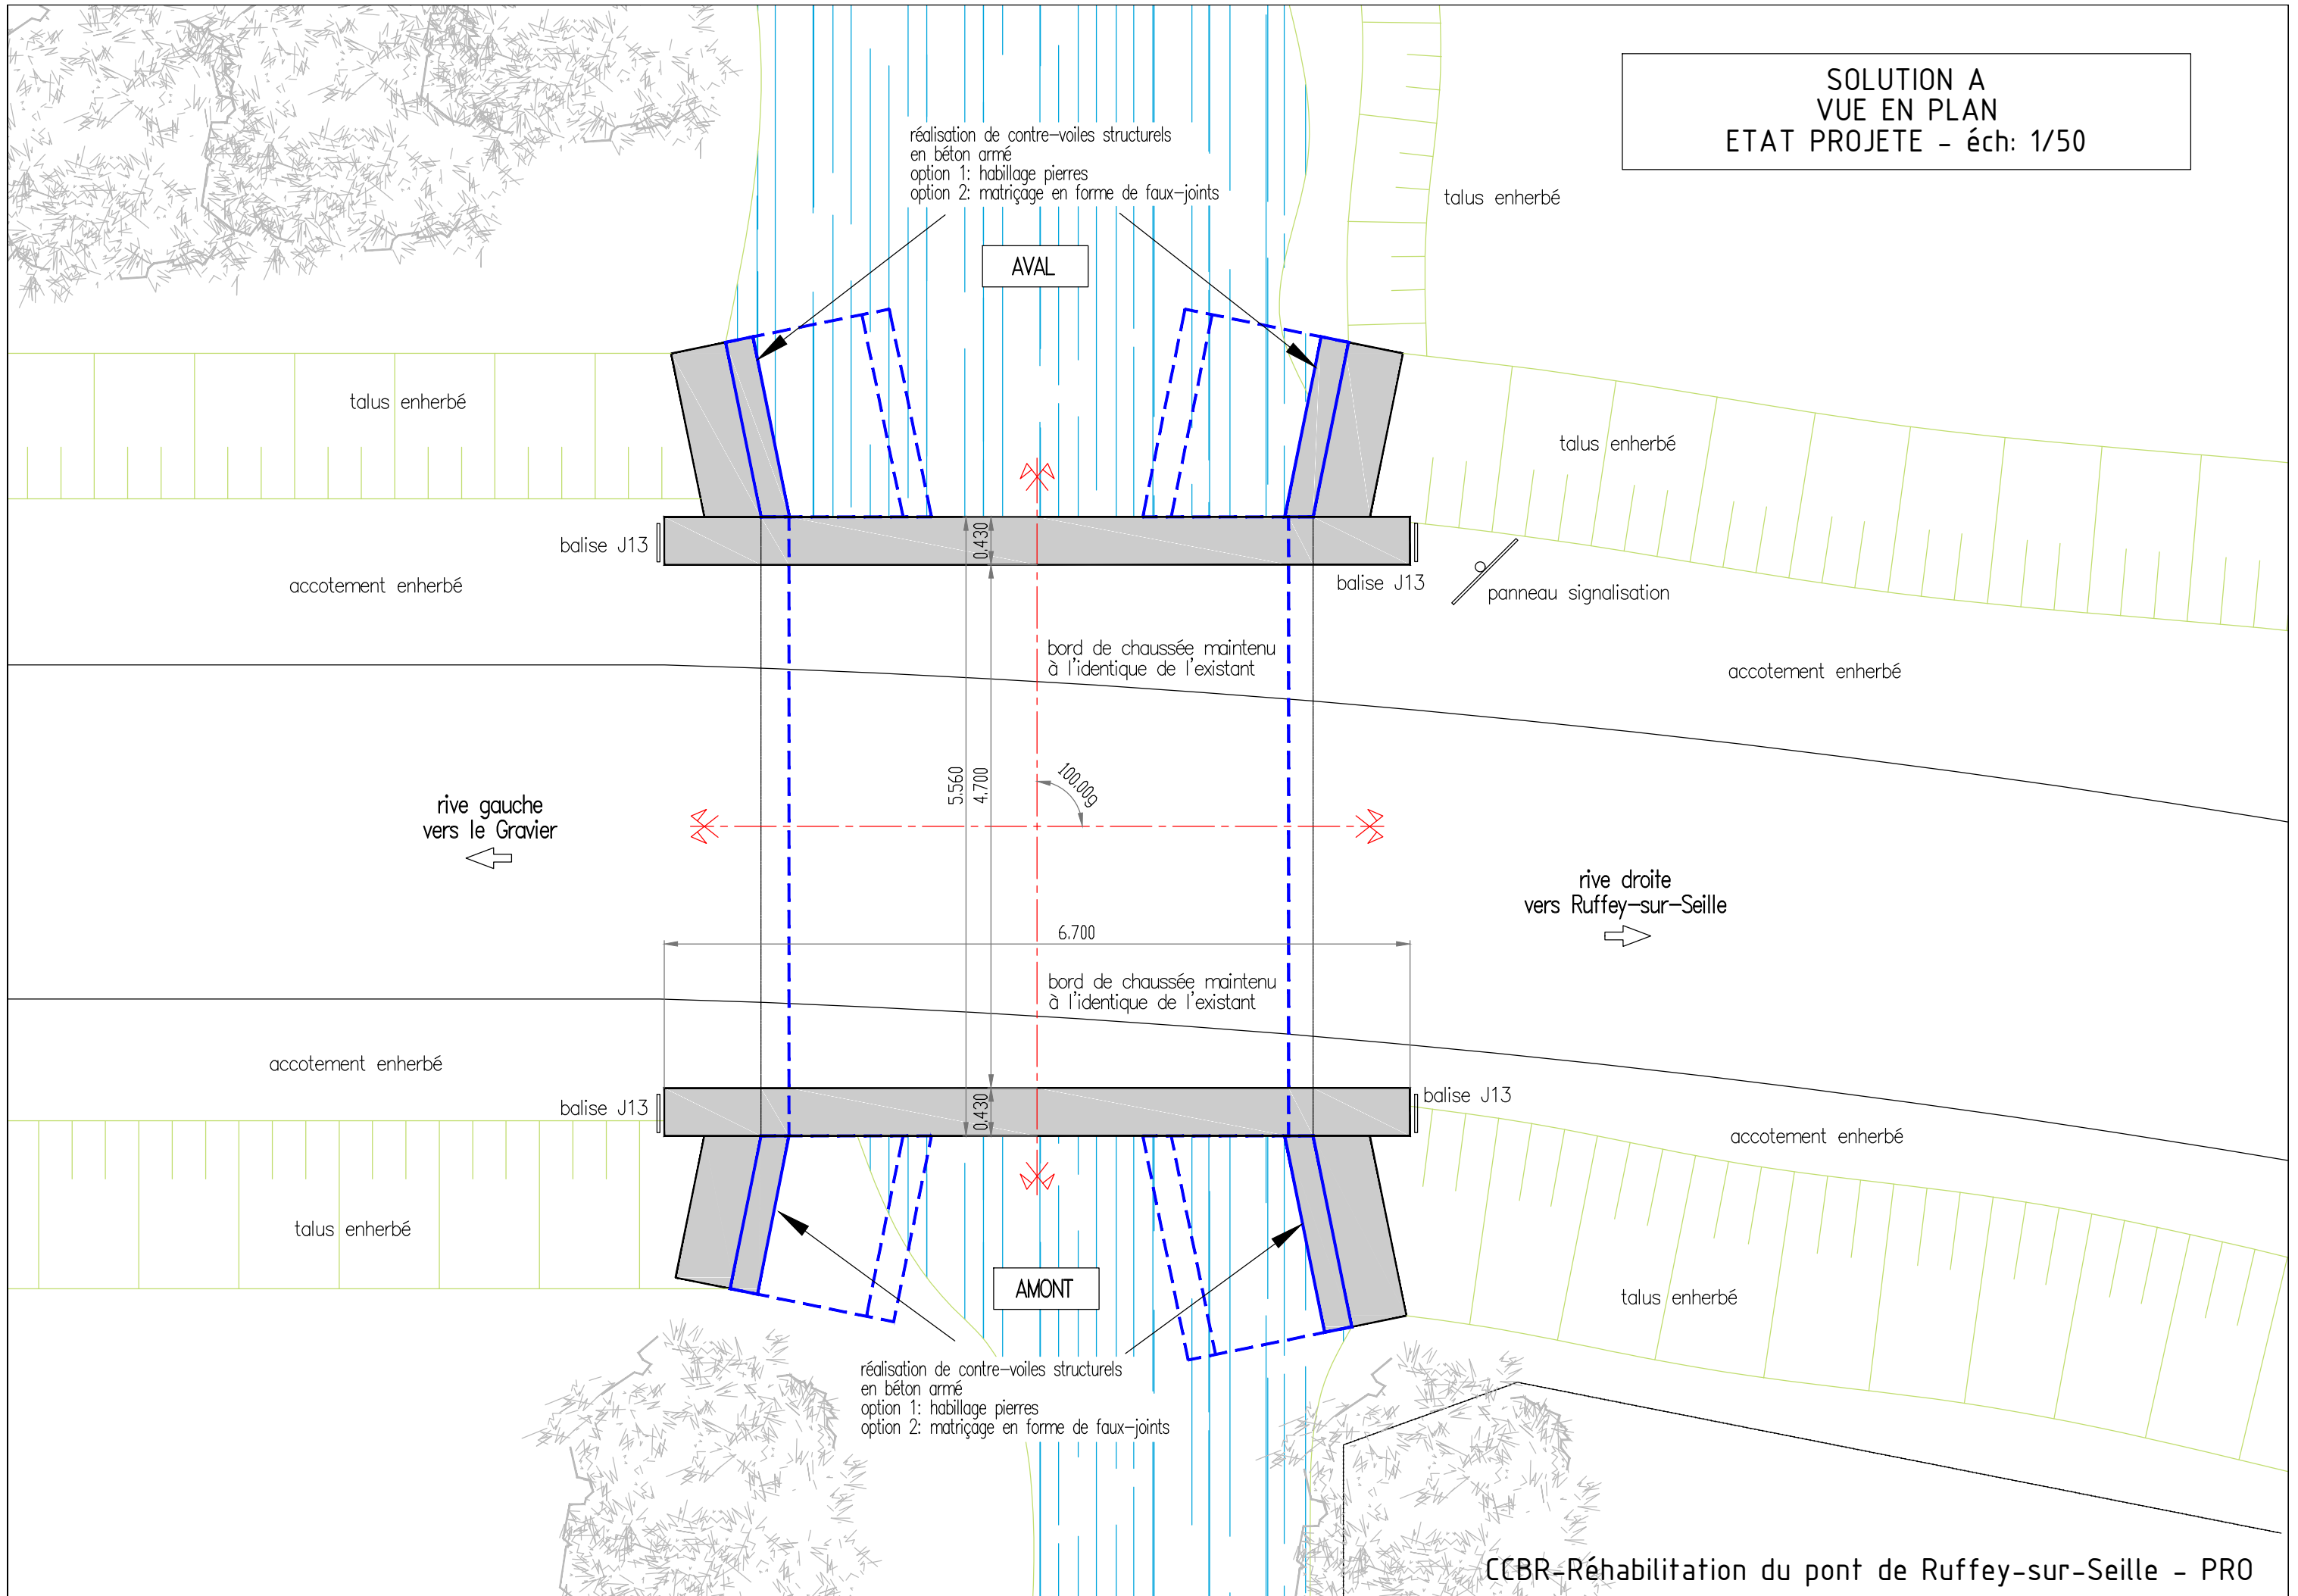 SOLUTION A
VUE EN PLAN
ETAT PROJETE - éch: 1/50
réalisation de contre-voiles structurels
en béton armé
option 1: habillage pierres
option 2: matriçage en forme de faux-joints
talus enherbé
AVAL
talus enherbé
talus enherbé
balise J13
0.430
accotement enherbé
balise J13
panneau signalisation
bord de chaussée maintenu
à l'identique de l'existant
accotement enherbé
5.560
4.700
100.00g
rive gauche
vers le Gravier
rive droite
vers Ruffey-sur-Seille
6.700
bord de chaussée maintenu
à l'identique de l'existant
accotement enherbé
balise J13
0.430
balise J13
accotement enherbé
talus enherbé
AMONT
talus enherbé
réalisation de contre-voiles structurels
en béton armé
option 1: habillage pierres
option 2: matriçage en forme de faux-joints
CCBR-Réhabilitation du pont de Ruffey-sur-Seille - PRO